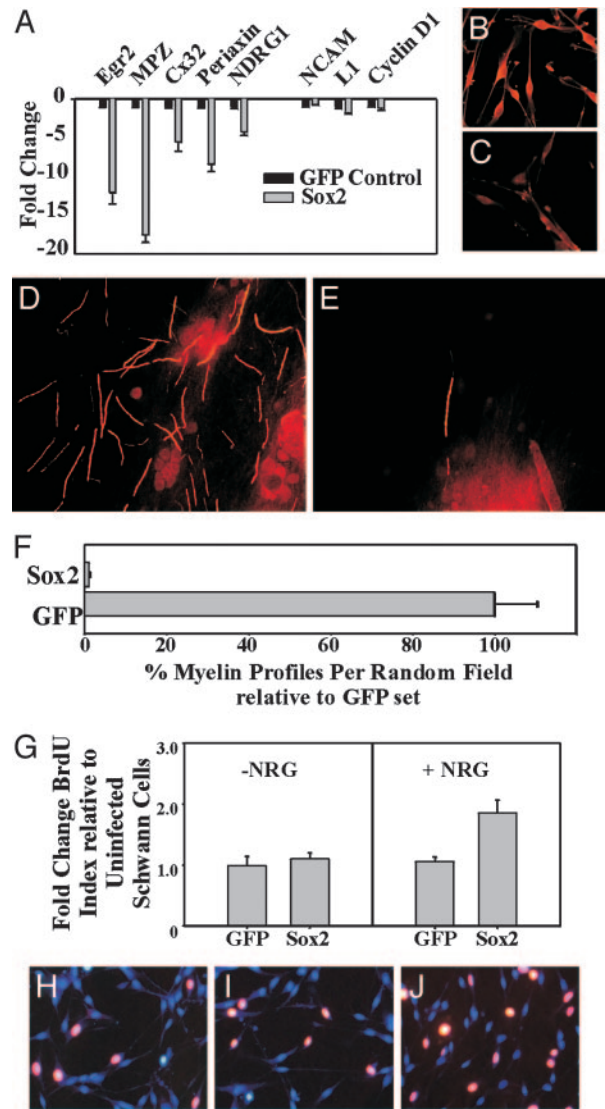 A
Egr2
MPZ
Cx32
Periaxin
NDRG1
NCAM
L1
Cyclin D1
B
Fold Change
0
-5
-10
-15
-20
GFP Control
Sox2
C
D
E
F
Sox2
GFP
0
20
40
60
80
100
% Myelin Profiles Per Random Field
relative to GFP set
G
Fold Change BrdU
Index relative to
Uninfected
Schwann Cells
3.0
2.0
1.0
0
-NRG
+ NRG
GFP
Sox2
GFP
Sox2
H
I
J